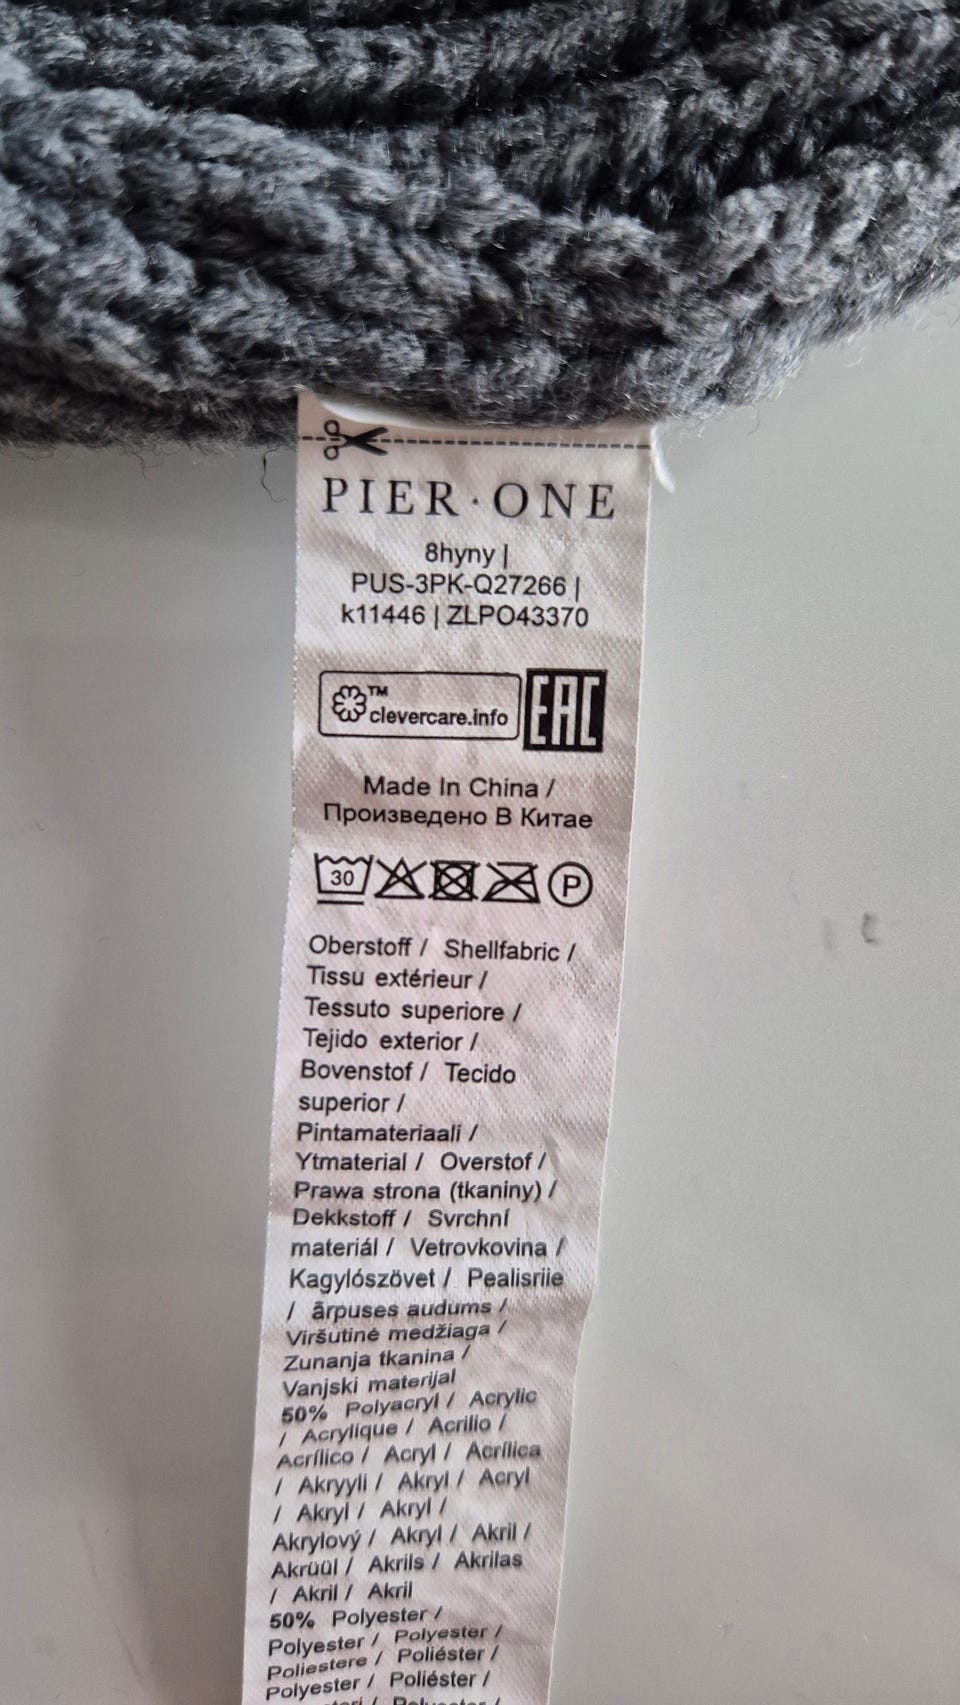 PIER · ONE
8hyny |
PUS-3PK-Q27266 |
k11446 | ZLPO43370
™
clevercare.info
EAC
Made In China /
Произведено В Китае
30
P
Oberstoff / Shellfabric /
Tissu extérieur /
Tessuto superiore /
Tejido exterior /
Bovenstof / Tecido
superior /
Pintamateriaali /
Ytmaterial / Overstof /
Prawa strona (tkaniny) /
Dekkstoff / Svrchní
materiál / Vetrovkovina /
Kagylószövet / Pealisriie
/ ārpuses audums /
Viršutinė medžiaga /
Zunanja tkanina /
Vanjski materijal
50% Polyacryl / Acrylic
/ Acrylique / Acrilio /
Acrílico / Acryl / Acrílica
/ Akryyli / Akryl / Acryl
/ Akryl / Akryl /
Akrylový / Akryl / Akril /
Akrüül / Akrils / Akrilas
/ Akril / Akril
50% Polyester /
Polyester / Polyester /
Poliestere / Poliéster /
Polyester / Poliéster /